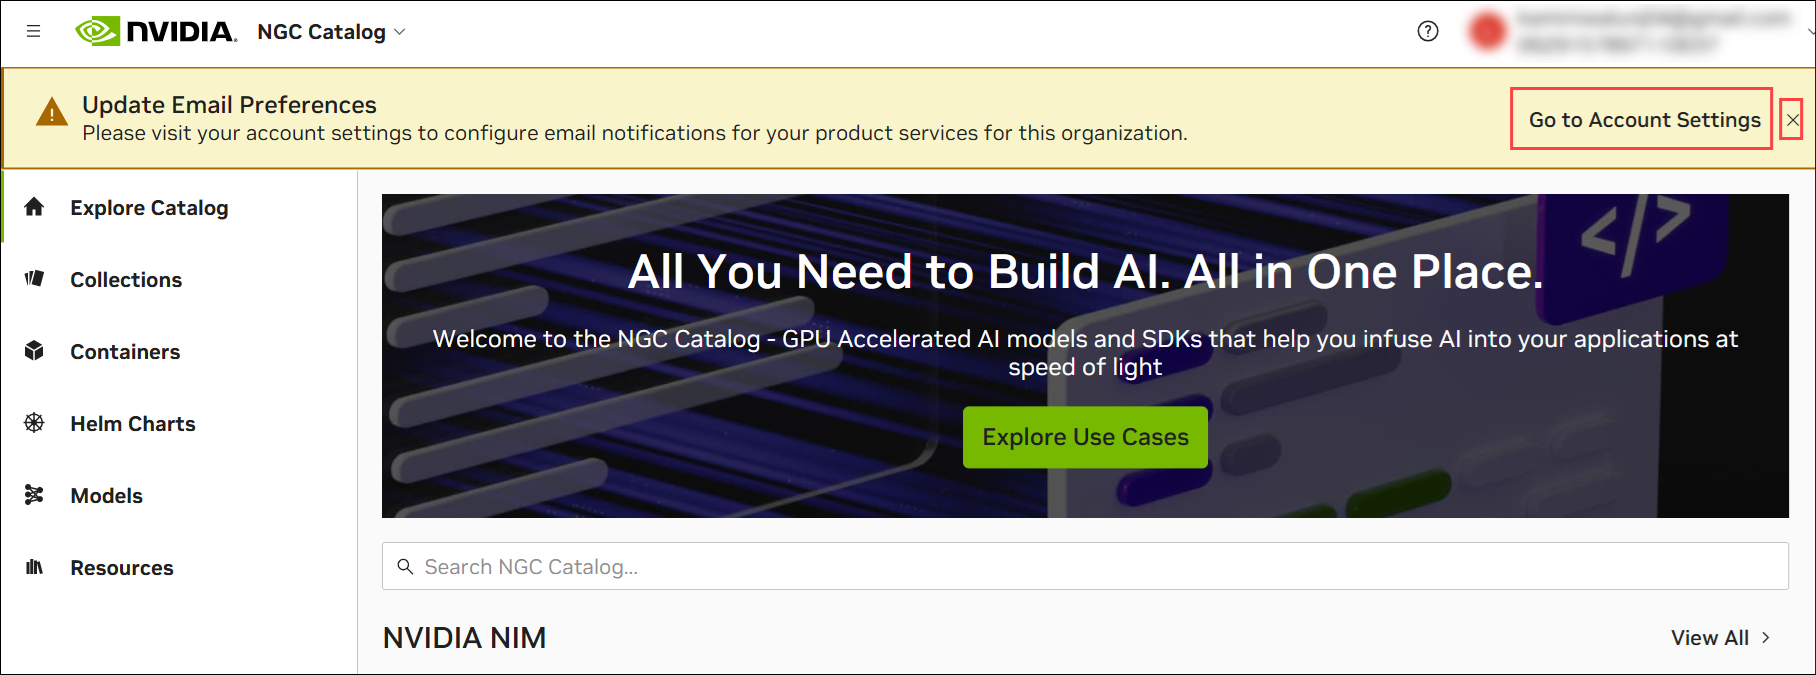 NVIDIA. NGC Catalog
Update Email Preferences
Please visit your account settings to configure email notifications for your product services for this organization.
Go to Account Settings
Explore Catalog
Collections
Containers
Helm Charts
Models
Resources
</>
All You Need to Build AI. All in One Place.
Welcome to the NGC Catalog - GPU Accelerated AI models and SDKs that help you infuse AI into your applications at
speed of light
Explore Use Cases
Search NGC Catalog...
NVIDIA NIM
View All